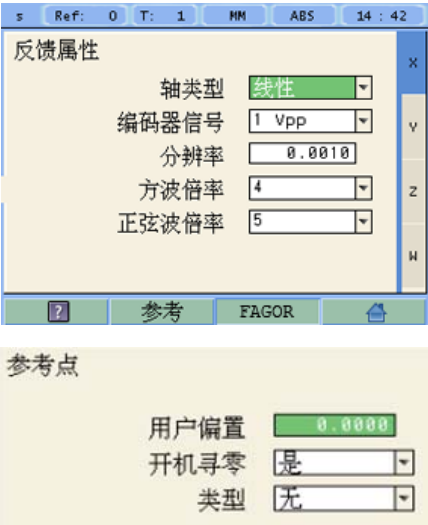 s Ref: 0 T: 1 MM ABS 14 : 42
反馈属性
X
轴类型 线性
编码器信号 1 Vpp
Y
分辨率 0.0010
方波倍率 4
Z
正弦波倍率 5
W
? 参考 FAGOR
参考点
用户偏置 0.0000
开机寻零 是
类型 无